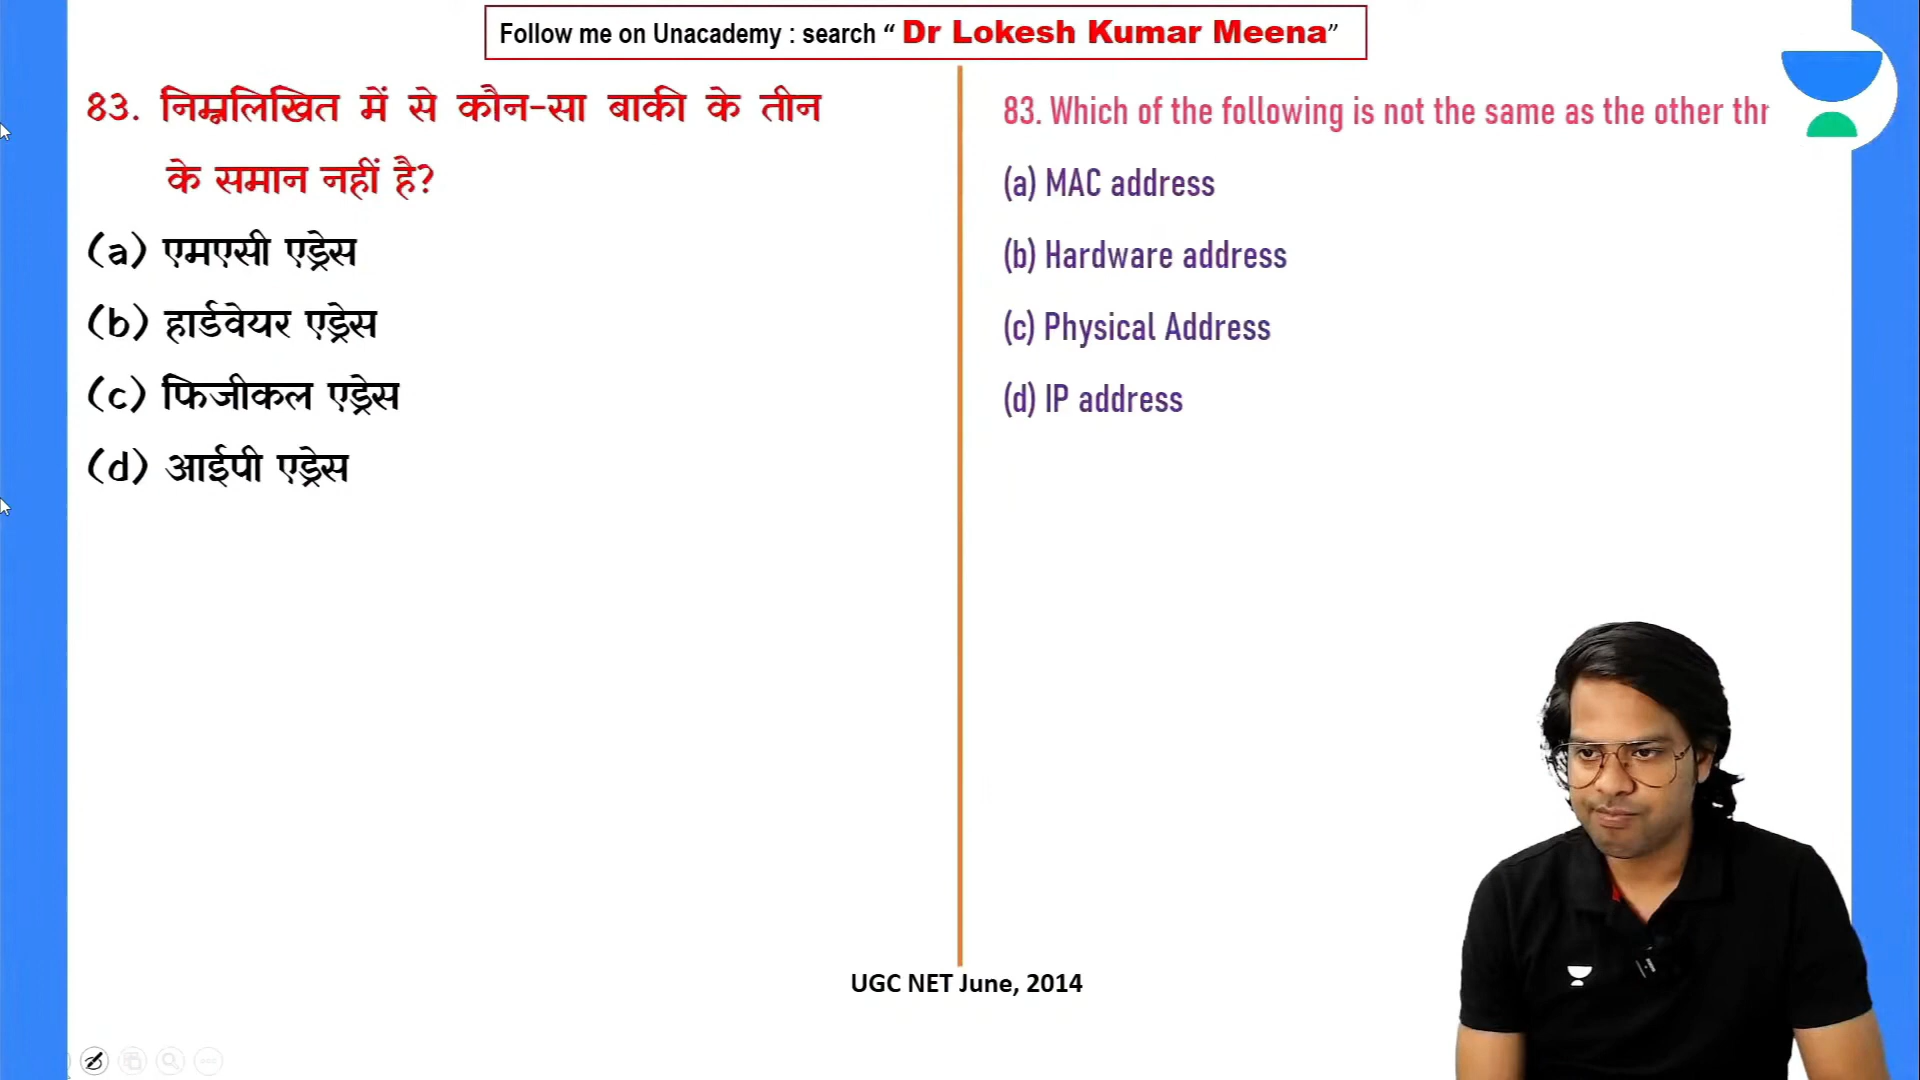 Follow me on Unacademy : search “ Dr Lokesh Kumar Meena”
83. निम्नलिखित में से कौन-सा बाकी के तीन
के समान नहीं है?
(a) एमएसी एड्रेस
(b) हार्डवेयर एड्रेस
(c) फिजीकल एड्रेस
(d) आईपी एड्रेस
83. Which of the following is not the same as the other thr
(a) MAC address
(b) Hardware address
(c) Physical Address
(d) IP address
UGC NET June, 2014